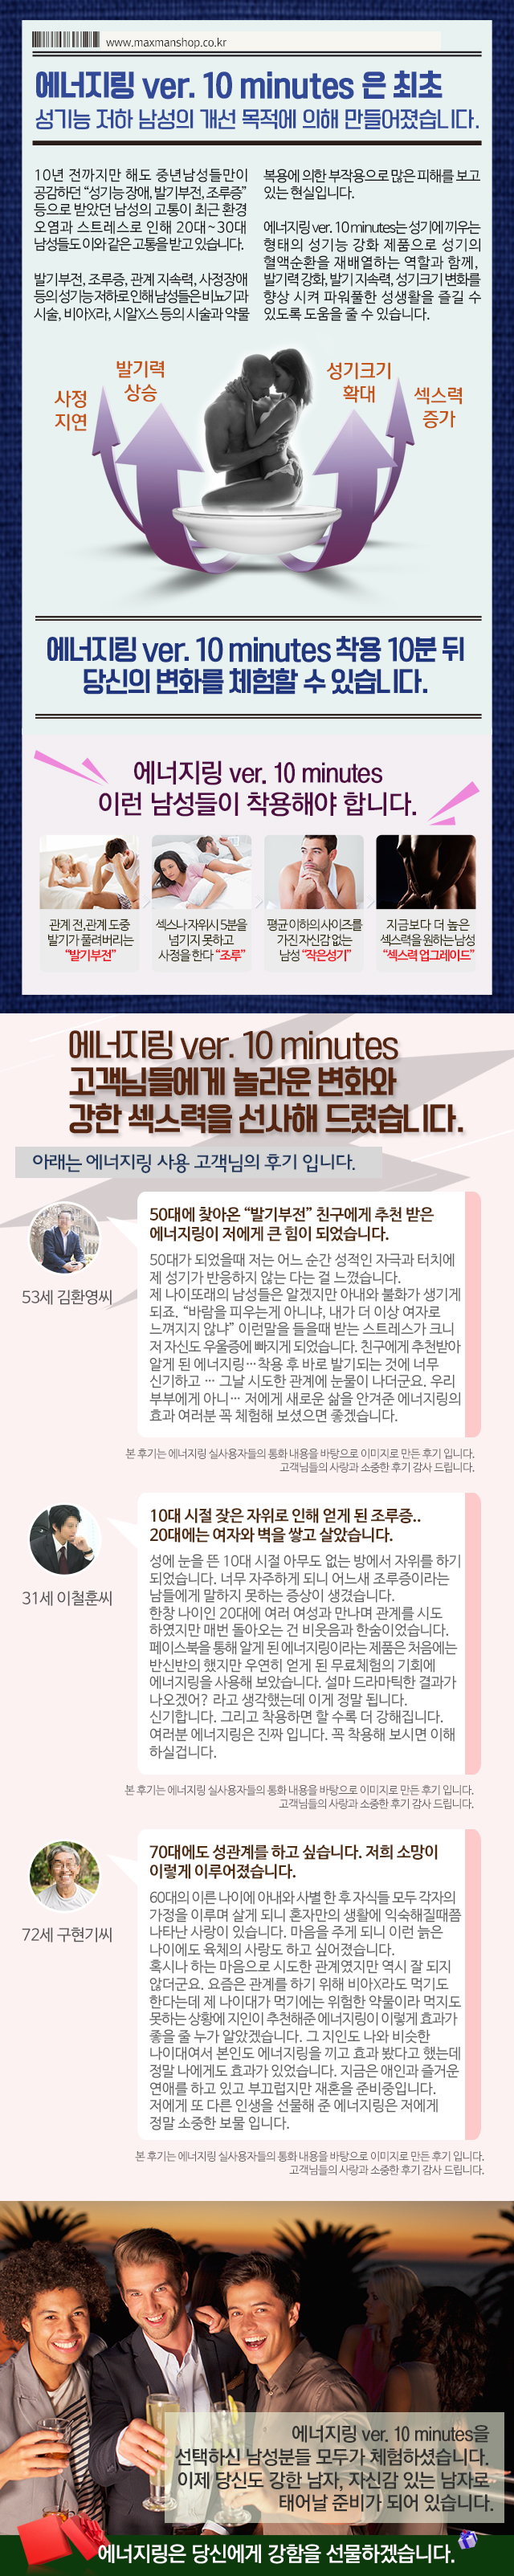 www.maxmanshop.co.kr
에너지링 ver. 10 minutes 은 최초
성기능 저하 남성의 개선 목적에 의해 만들어졌습니다.
10년 전까지만 해도 중년남성들만이
공감하던 “성기능 장애, 발기부전, 조루증”
등으로 받았던 남성의 고통이 최근 환경
오염과 스트레스로 인해 20대~30대
남성들도 이와 같은 고통을 받고 있습니다.
발기부전, 조루증, 관계 지속력, 사정장애
등의 성기능 저하로 인해 남성들은 비뇨기과
시술, 비아X라, 시알X스 등의 시술과 약물
복용에 의한 부작용으로 많은 피해를 보고
있는 현실입니다.
에너지링 ver. 10 minutes는 성기에 끼우는
형태의 성기능 강화 제품으로 성기의
혈액순환을 재배열하는 역할과 함께,
발기력 강화, 발기 지속력, 성기크기 변화를
향상 시켜 파워풀한 성생활을 즐길 수
있도록 도움을 줄 수 있습니다.
사정
지연
발기력
상승
성기크기
확대
섹스력
증가
에너지링 ver. 10 minutes 착용 10분 뒤
당신의 변화를 체험할 수 있습니다.
에너지링 ver. 10 minutes
이런 남성들이 착용해야 합니다.
관계 전,관계 도중
발기가 풀려버리는
“발기부전”
섹스나 자위시 5분을
넘기지 못하고
사정을 한다 “조루”
평균 이하의 사이즈를
가진 자신감 없는
남성 “작은성기”
지금보다 더 높은
섹스력을 원하는 남성
“섹스력 업그레이드”
에너지링 ver. 10 minutes
고객님들에게 놀라운 변화와
강한 섹스력을 선사해 드렸습니다.
아래는 에너지링 사용 고객님의 후기 입니다.
53세 김환영씨
50대에 찾아온 “발기부전” 친구에게 추천 받은
에너지링이 저에게 큰 힘이 되었습니다.
50대가 되었을때 저는 어느 순간 성적인 자극과 터치에
제 성기가 반응하지 않는 다는 걸 느꼈습니다.
제 나이또래의 남성들은 알겠지만 아내와 불화가 생기게
되죠. “바람을 피우는게 아니냐, 내가 더 이상 여자로
느껴지지 않냐” 이런말을 들을때 받는 스트레스가 크니
저 자신도 우울증에 빠지게 되었습니다. 친구에게 추천받아
알게 된 에너지링…착용 후 바로 발기되는 것에 너무
신기하고 … 그날 시도한 관계에 눈물이 나더군요. 우리
부부에게 아니… 저에게 새로운 삶을 안겨준 에너지링의
효과 여러분 꼭 체험해 보셨으면 좋겠습니다.
본 후기는 에너지링 실사용자들의 통화 내용을 바탕으로 이미지로 만든 후기 입니다.
고객님들의 사랑과 소중한 후기 감사 드립니다.
31세 이철훈씨
10대 시절 잦은 자위로 인해 얻게 된 조루증..
20대에는 여자와 벽을 쌓고 살았습니다.
성에 눈을 뜬 10대 시절 아무도 없는 방에서 자위를 하기
되었습니다. 너무 자주하게 되니 어느새 조루증이라는
남들에게 말하지 못하는 증상이 생겼습니다.
한창 나이인 20대에 여러 여성과 만나며 관계를 시도
하였지만 매번 돌아오는 건 비웃음과 한숨이었습니다.
페이스북을 통해 알게 된 에너지링이라는 제품은 처음에는
반신반의 했지만 우연히 얻게 된 무료체험의 기회에
에너지링을 사용해 보았습니다. 설마 드라마틱한 결과가
나오겠어? 라고 생각했는데 이게 정말 됩니다.
신기합니다. 그리고 착용하면 할 수록 더 강해집니다.
여러분 에너지링은 진짜 입니다. 꼭 착용해 보시면 이해
하실겁니다.
본 후기는 에너지링 실사용자들의 통화 내용을 바탕으로 이미지로 만든 후기 입니다.
고객님들의 사랑과 소중한 후기 감사 드립니다.
72세 구현기씨
70대에도 성관계를 하고 싶습니다. 저희 소망이
이렇게 이루어졌습니다.
60대의 이른 나이에 아내와 사별 한 후 자식들 모두 각자의
가정을 이루며 살게 되니 혼자만의 생활에 익숙해질때쯤
나타난 사랑이 있습니다. 마음을 주게 되니 이런 늙은
나이에도 육체의 사랑도 하고 싶어졌습니다.
혹시나 하는 마음으로 시도한 관계였지만 역시 잘 되지
않더군요. 요즘은 관계를 하기 위해 비아X라도 먹기도
한다는데 제 나이대가 먹기에는 위험한 약물이라 먹지도
못하는 상황에 지인이 추천해준 에너지링이 이렇게 효과가
좋을 줄 누가 알았겠습니다. 그 지인도 나와 비슷한
나이대여서 본인도 에너지링을 끼고 효과 봤다고 했는데
정말 나에게도 효과가 있었습니다. 지금은 애인과 즐거운
연애를 하고 있고 부끄럽지만 재혼을 준비중입니다.
저에게 또 다른 인생을 선물해 준 에너지링은 저에게
정말 소중한 보물 입니다.
본 후기는 에너지링 실사용자들의 통화 내용을 바탕으로 이미지로 만든 후기 입니다.
고객님들의 사랑과 소중한 후기 감사 드립니다.
에너지링 ver. 10 minutes을
선택하신 남성분들 모두가 체험하셨습니다.
이제 당신도 강한 남자, 자신감 있는 남자로
태어날 준비가 되어 있습니다.
에너지링은 당신에게 강함을 선물하겠습니다.